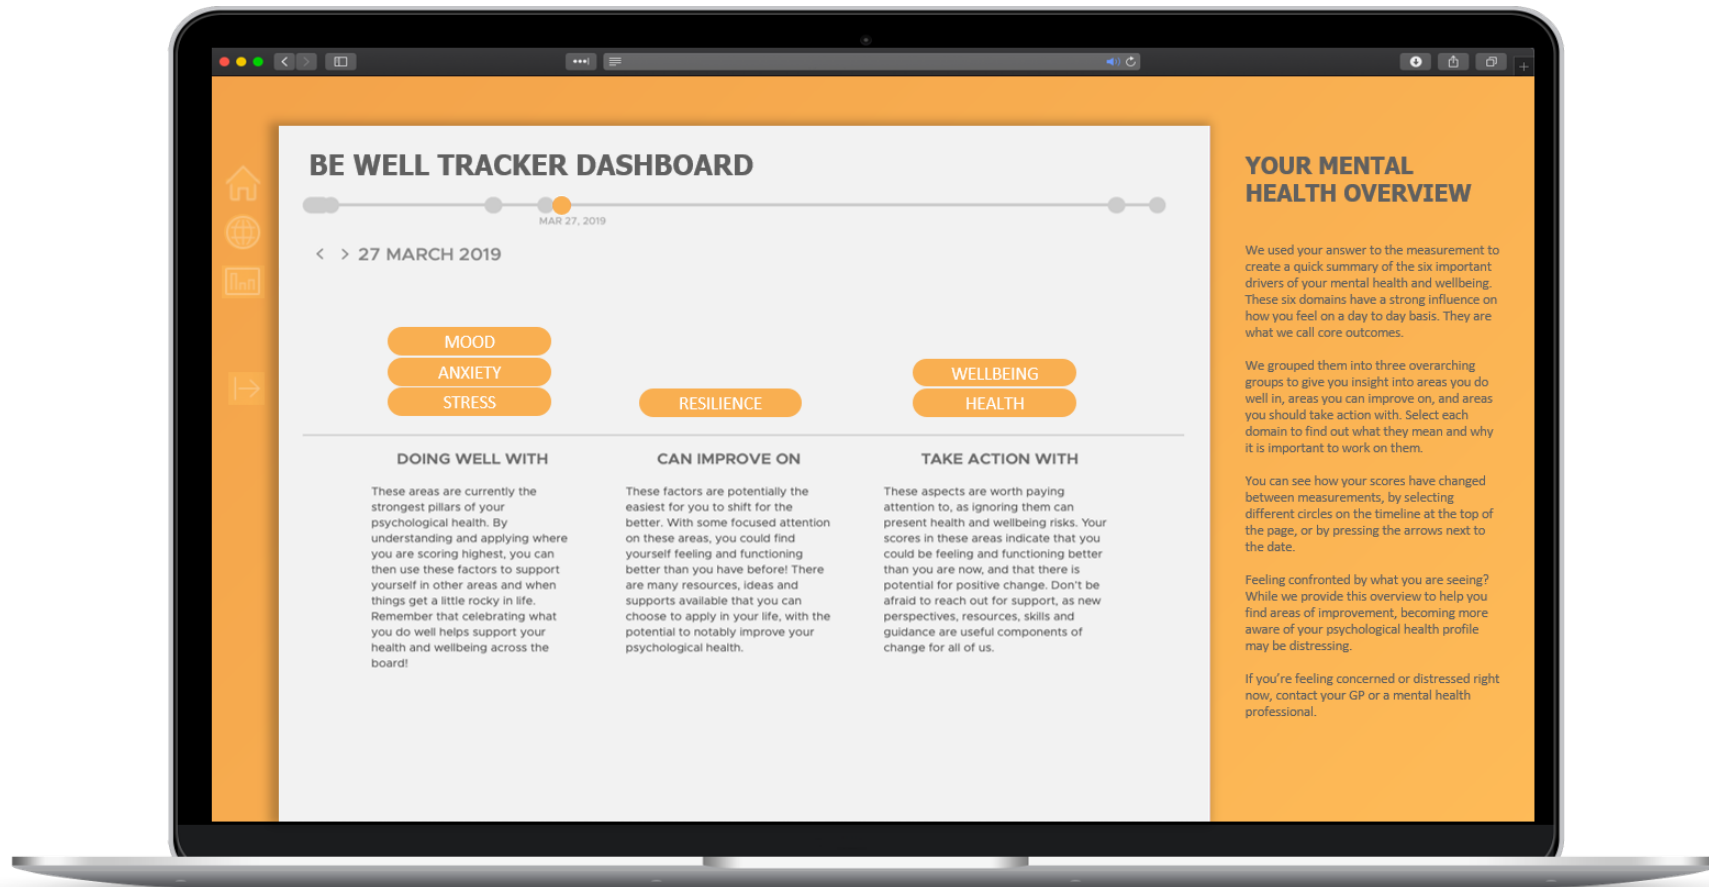 BE WELL TRACKER DASHBOARD
MAR 27, 2019
< > 27 MARCH 2019
MOOD
ANXIETY
STRESS
RESILIENCE
WELLBEING
HEALTH
DOING WELL WITH
These areas are currently the
strongest pillars of your
psychological health. By
understanding and applying where
you are scoring highest, you can
then use these factors to support
yourself in other areas and when
things get a little rocky in life.
Remember that celebrating what
you do well helps support your
health and wellbeing across the
board!
CAN IMPROVE ON
These factors are potentially the
easiest for you to shift for the
better. With some focused attention
on these areas, you could find
yourself feeling and functioning
better than you have before! There
are many resources, ideas and
supports available that you can
choose to apply in your life, with the
potential to notably improve your
psychological health.
TAKE ACTION WITH
These aspects are worth paying
attention to, as ignoring them can
present health and wellbeing risks. Your
scores in these areas indicate that you
could be feeling and functioning better
than you are now, and that there is
potential for positive change. Don't be
afraid to reach out for support, as new
perspectives, resources, skills and
guidance are useful components of
change for all of us.
YOUR MENTAL
HEALTH OVERVIEW
We used your answer to the measurement to
create a quick summary of the six important
drivers of your mental health and wellbeing.
These six domains have a strong influence on
how you feel on a day to day basis. They are
what we call core outcomes.
We grouped them into three overarching
groups to give you insight into areas you do
well in, areas you can improve on, and areas
you should take action with. Select each
domain to find out what they mean and why
it is important to work on them.
You can see how your scores have changed
between measurements, by selecting
different circles on the timeline at the top of
the page, or by pressing the arrows next to
the date.
Feeling confronted by what you are seeing?
While we provide this overview to help you
find areas of improvement, becoming more
aware of your psychological health profile
may be distressing.
If you're feeling concerned or distressed right
now, contact your GP or a mental health
professional.